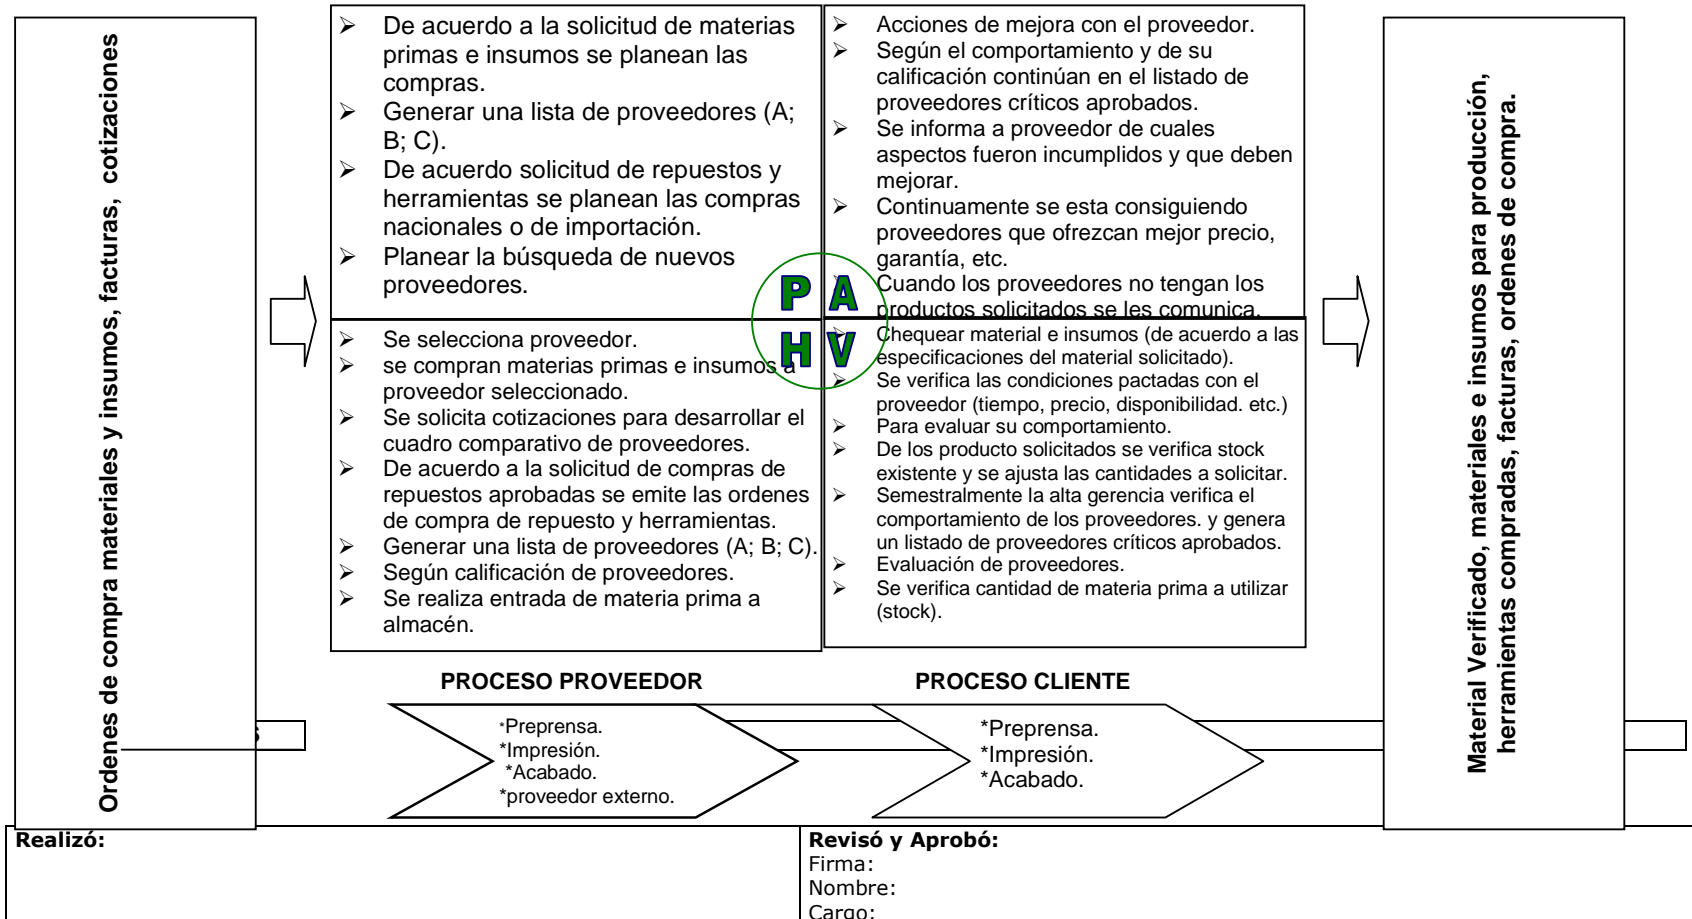 Ordenes de compra materiales y insumos, facturas, cotizaciones
➢ De acuerdo a la solicitud de materias
primas e insumos se planean las
compras.
➢ Generar una lista de proveedores (A;
B; C).
➢ De acuerdo solicitud de repuestos y
herramientas se planean las compras
nacionales o de importación.
➢ Planear la búsqueda de nuevos
proveedores.
➢ Acciones de mejora con el proveedor.
➢ Según el comportamiento y de su
calificación continúan en el listado de
proveedores críticos aprobados.
➢ Se informa a proveedor de cuales
aspectos fueron incumplidos y que deben
mejorar.
➢ Continuamente se esta consiguiendo
proveedores que ofrezcan mejor precio,
garantía, etc.
➢ Cuando los proveedores no tengan los
productos solicitados se les comunica.
P A
H V
➢ Se selecciona proveedor.
➢ se compran materias primas e insumos a
proveedor seleccionado.
➢ Se solicita cotizaciones para desarrollar el
cuadro comparativo de proveedores.
➢ De acuerdo a la solicitud de compras de
repuestos aprobadas se emite las ordenes
de compra de repuesto y herramientas.
➢ Generar una lista de proveedores (A; B; C).
➢ Según calificación de proveedores.
➢ Se realiza entrada de materia prima a
almacén.
➢ Chequear material e insumos (de acuerdo a las
especificaciones del material solicitado).
➢ Se verifica las condiciones pactadas con el
proveedor (tiempo, precio, disponibilidad. etc.)
➢ Para evaluar su comportamiento.
➢ De los producto solicitados se verifica stock
existente y se ajusta las cantidades a solicitar.
➢ Semestralmente la alta gerencia verifica el
comportamiento de los proveedores. y genera
un listado de proveedores críticos aprobados.
➢ Evaluación de proveedores.
➢ Se verifica cantidad de materia prima a utilizar
(stock).
Material Verificado, materiales e insumos para producción,
herramientas compradas, facturas, ordenes de compra.
PROCESO PROVEEDOR
*Preprensa.
*Impresión.
*Acabado.
*proveedor externo.
PROCESO CLIENTE
*Preprensa.
*Impresión.
*Acabado.
Realizó:
Revisó y Aprobó:
Firma:
Nombre:
Cargo: